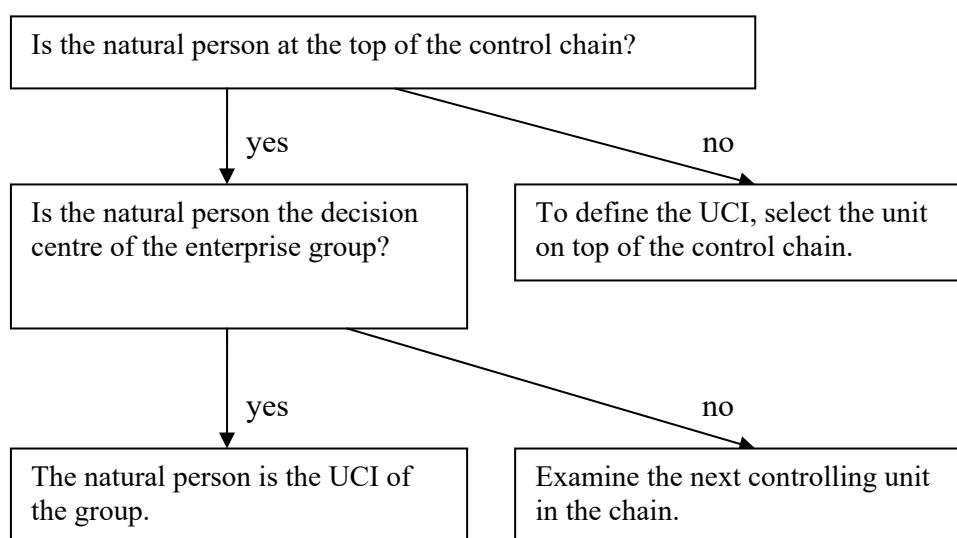 Is the natural person at the top of the control chain?
yes
no
Is the natural person the decision
centre of the enterprise group?
To define the UCI, select the unit
on top of the control chain.
yes
no
The natural person is the UCI of
the group.
Examine the next controlling unit
in the chain.